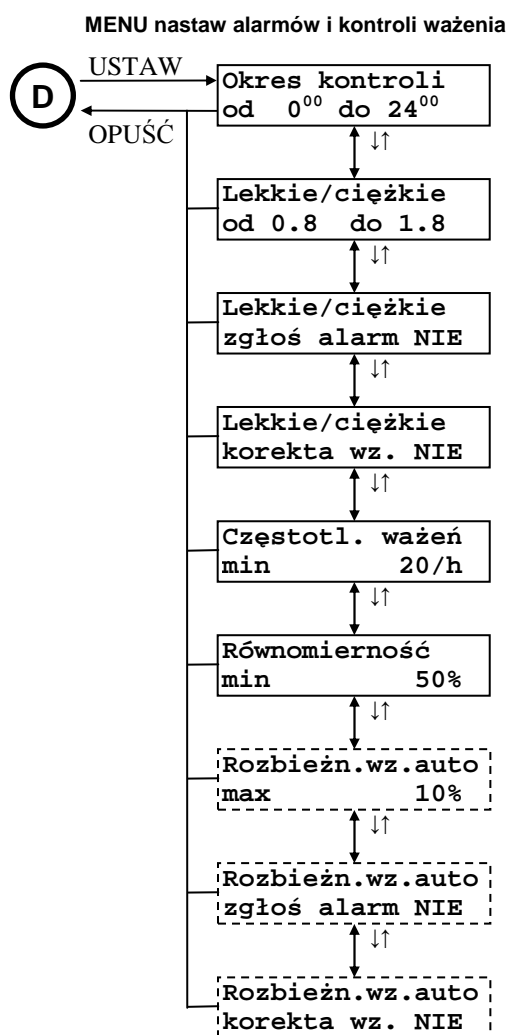 MENU nastaw alarmów i kontroli ważenia
USTAW
D
OPUŚĆ
Okres kontroli
od 0⁰⁰ do 24⁰⁰
↓↑
Lekkie/ciężkie
od 0.8 do 1.8
↓↑
Lekkie/ciężkie
zgłoś alarm NIE
↓↑
Lekkie/ciężkie
korekta wz. NIE
↓↑
Częstotl. ważeń
min 20/h
↓↑
Równomierność
min 50%
↓↑
Rozbieżn.wz.auto
max 10%
↓↑
Rozbieżn.wz.auto
zgłoś alarm NIE
↓↑
Rozbieżn.wz.auto
korekta wz. NIE